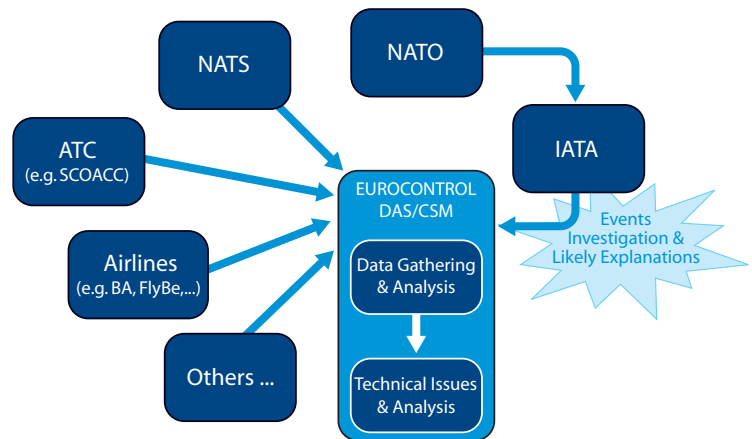 NATS
NATO
ATC
(e.g. SCOACC)
IATA
EUROCONTROL
DAS/CSM
Events
Investigation &
Likely Explanations
Airlines
(e.g. BA, FlyBe,...)
Data Gathering
& Analysis
Others ...
Technical Issues
& Analysis